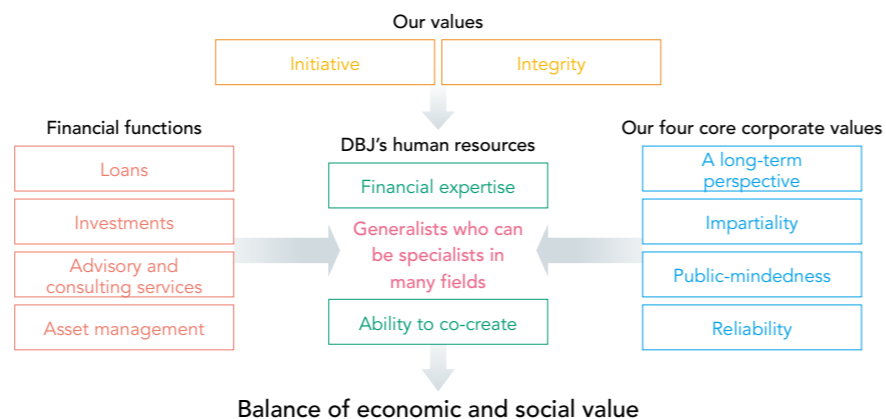 Our values
Initiative
Integrity
Financial functions
Loans
Investments
Advisory and
consulting services
Asset management
DBJ's human resources
Financial expertise
Generalists who can
be specialists in
many fields
Ability to co-create
Our four core corporate values
A long-term
perspective
Impartiality
Public-mindedness
Reliability
Balance of economic and social value